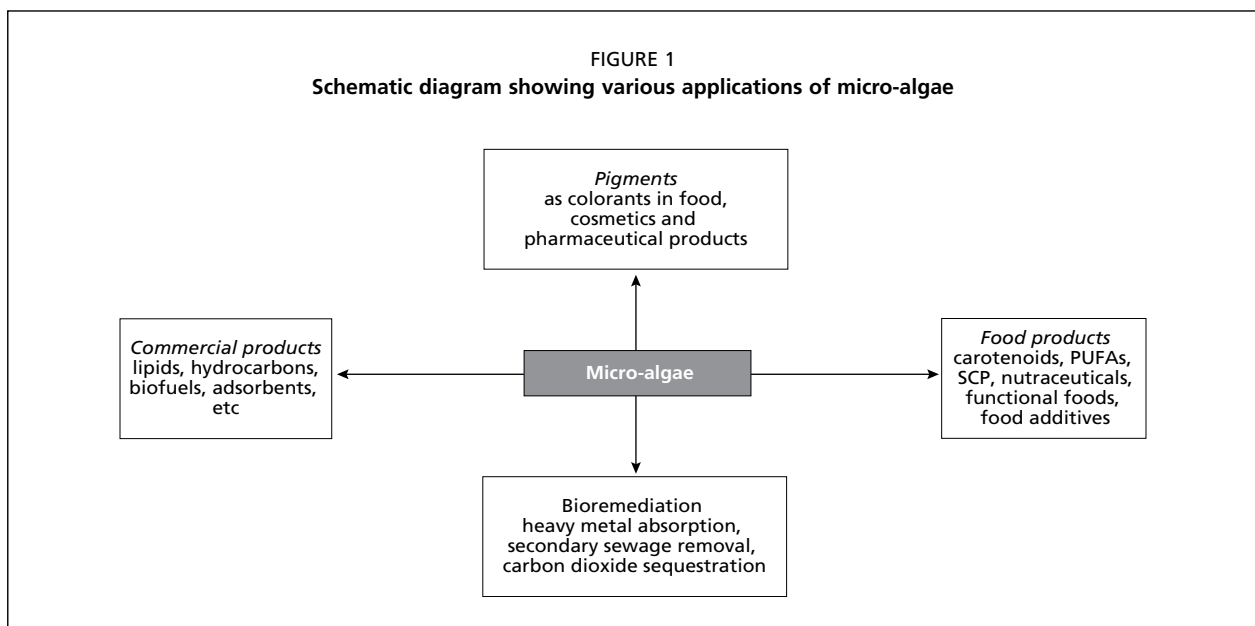 FIGURE 1
Schematic diagram showing various applications of micro-algae
Pigments
as colorants in food,
cosmetics and
pharmaceutical products
Commercial products
lipids, hydrocarbons,
biofuels, adsorbents,
etc
Micro-algae
Food products
carotenoids, PUFAs,
SCP, nutraceuticals,
functional foods,
food additives
Bioremediation
heavy metal absorption,
secondary sewage removal,
carbon dioxide sequestration